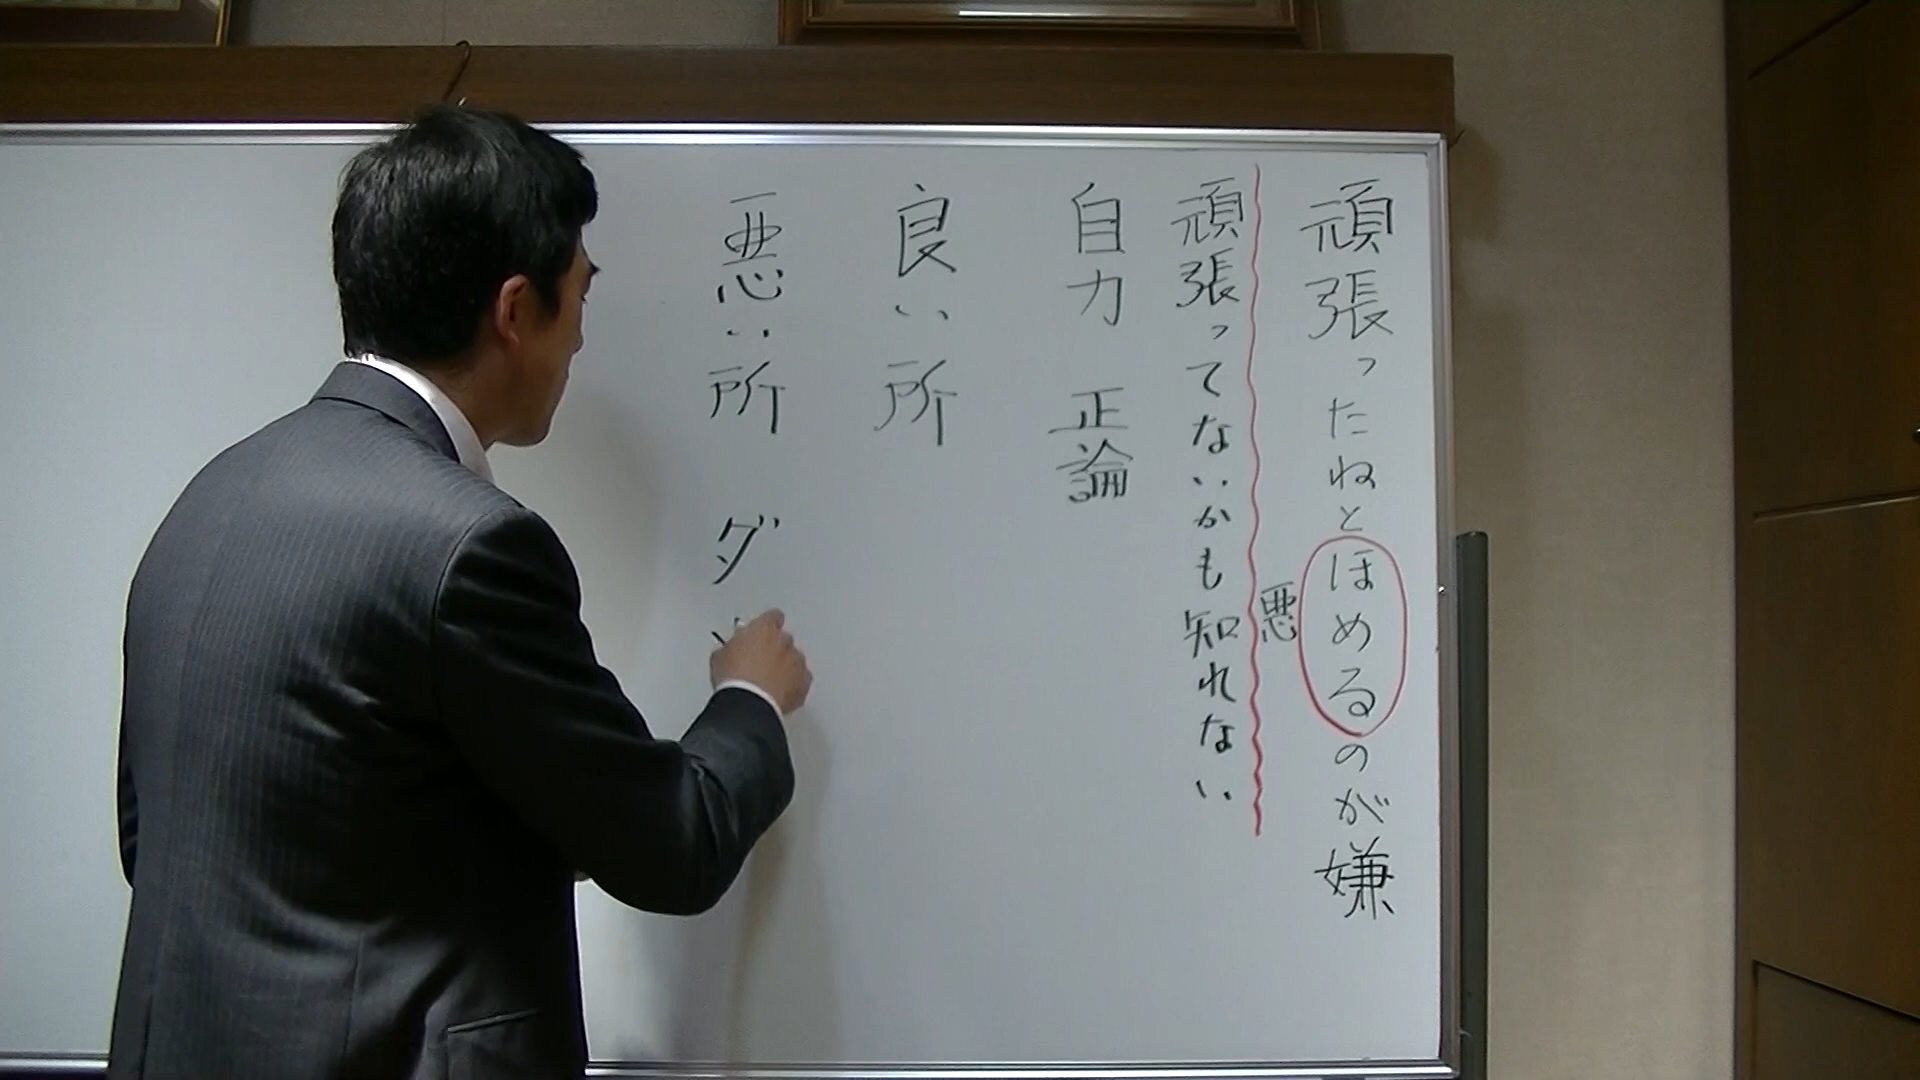 頑張ったねとほめるのが嫌
悪
頑張ってないかも知れない
自力 正論
良い所
悪い所 ダ